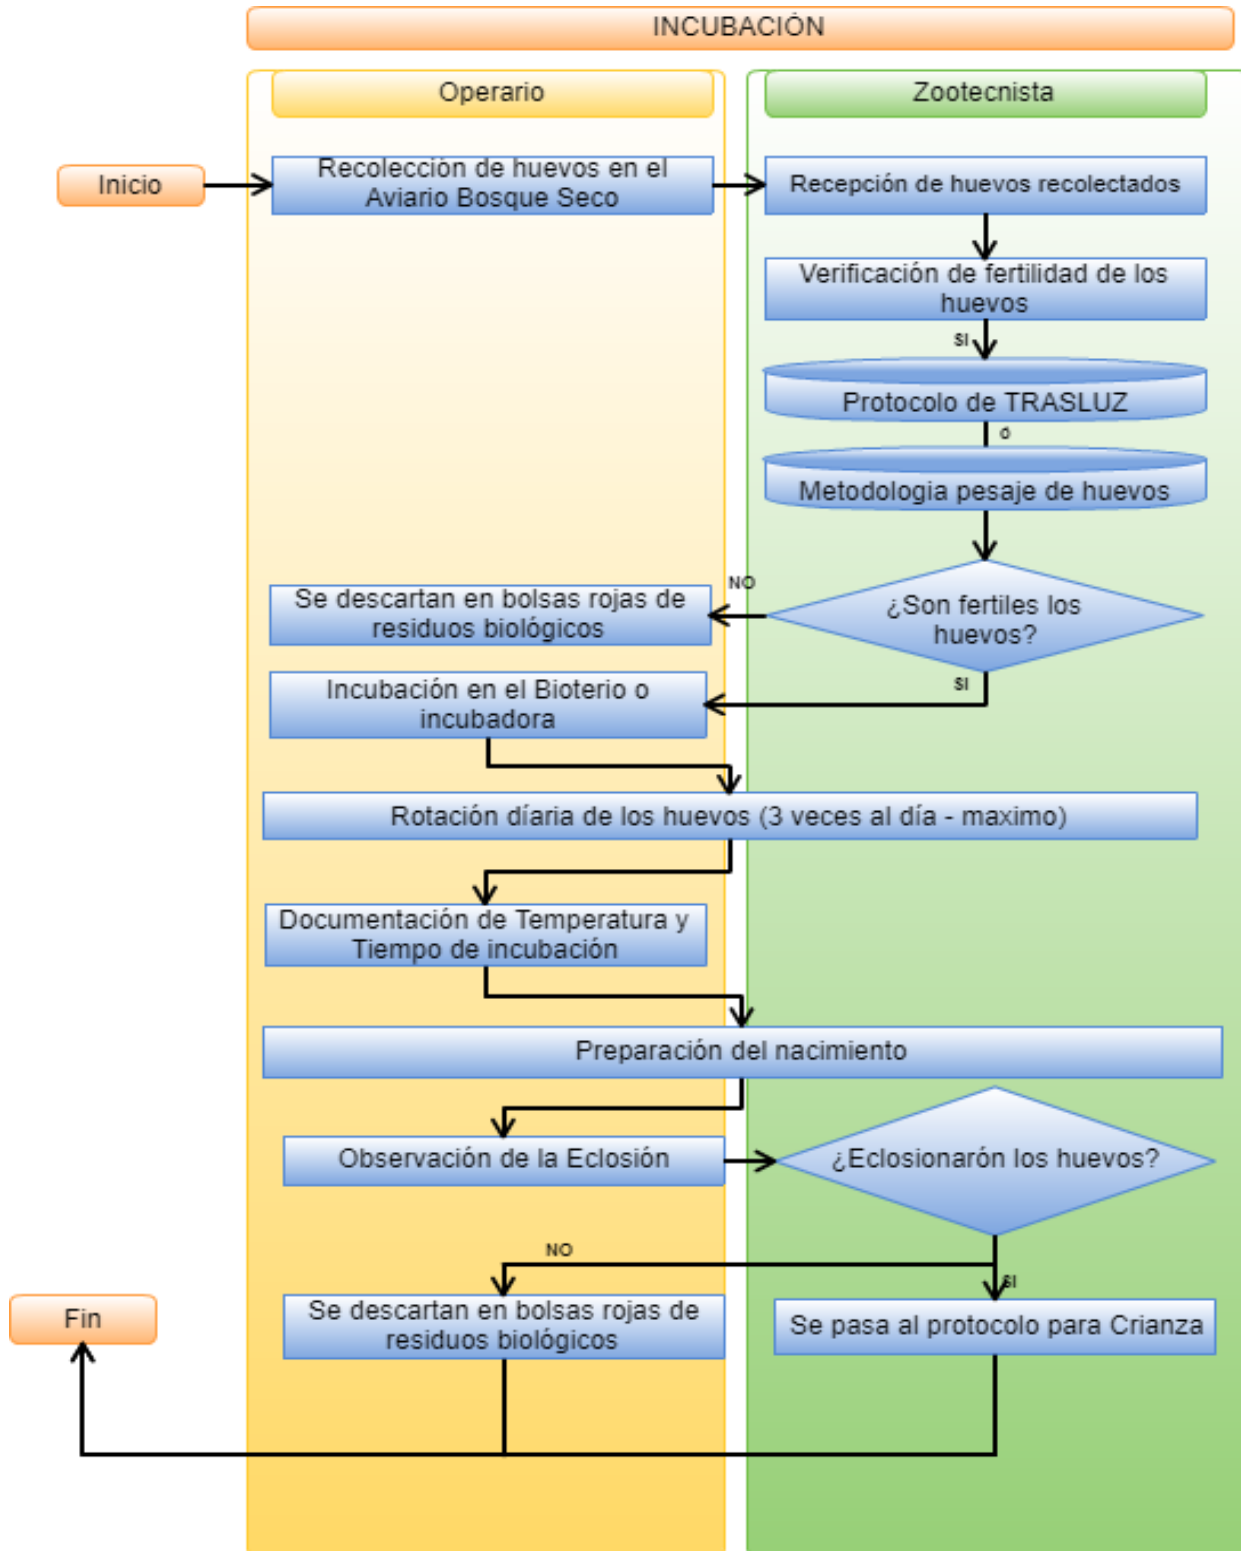 INCUBACIÓN
Operario
Zootecnista
Inicio
Recolección de huevos en el
Aviario Bosque Seco
Recepción de huevos recolectados
Verificación de fertilidad de los
huevos
SI
Protocolo de TRASLUZ
ó
Metodologia pesaje de huevos
¿Son fertiles los
huevos?
NO
Se descartan en bolsas rojas de
residuos biológicos
SI
Incubación en el Bioterio o
incubadora
Rotación díaria de los huevos (3 veces al día - maximo)
Documentación de Temperatura y
Tiempo de incubación
Preparación del nacimiento
Observación de la Eclosión
¿Eclosionarón los huevos?
NO
SI
Fin
Se descartan en bolsas rojas de
residuos biológicos
Se pasa al protocolo para Crianza